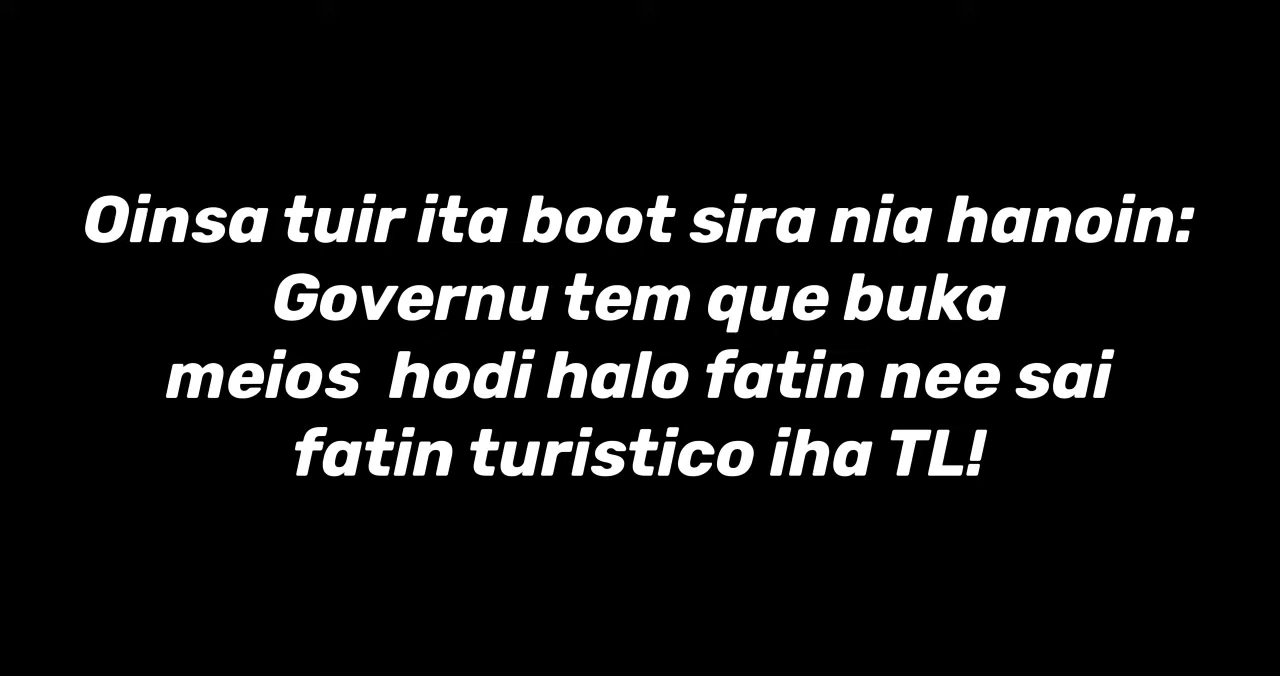 Oinsa tuir ita boot sira nia hanoin:
Governu tem que buka
meios  hodi halo fatin nee sai
fatin turistico iha TL!